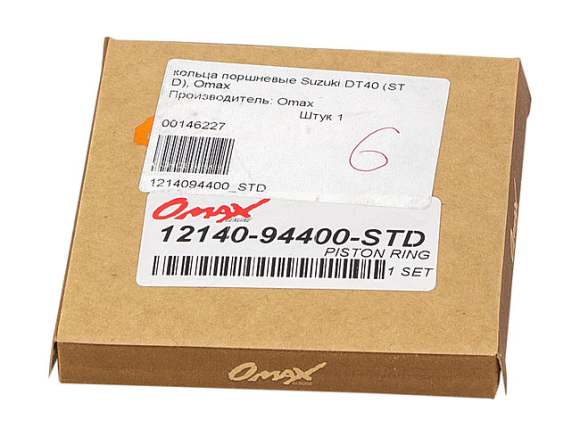 кольца поршневые Suzuki DT40 (ST
D), Omax
Производитель: Omax
Штук 1
00146227
6
1214094400_STD
OMAX
GENUINE
12140-94400-STD
PISTON RING
1 SET
OMAX